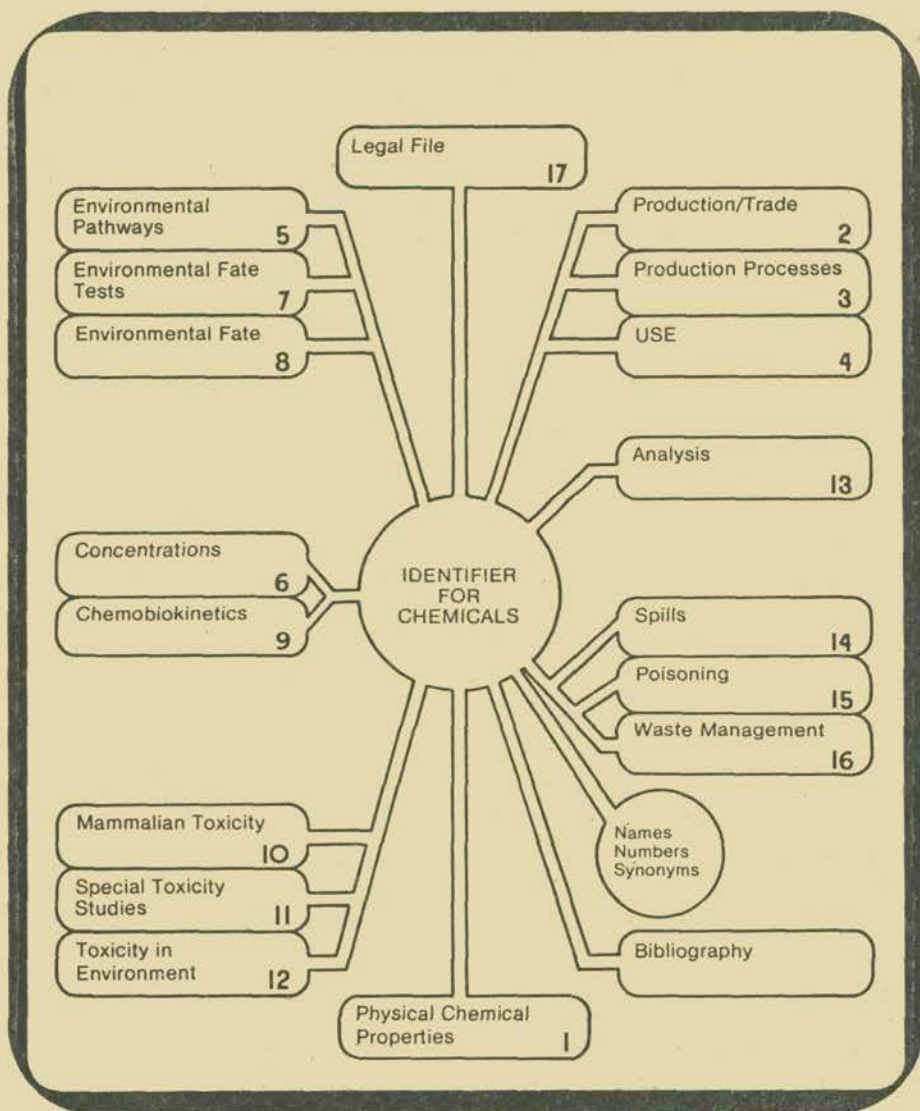 Legal File
17
Environmental
Pathways
5
Environmental Fate
Tests
7
Environmental Fate
8
Production/Trade
2
Production Processes
3
USE
4
Analysis
13
Concentrations
6
Chemobiokinetics
9
IDENTIFIER
FOR
CHEMICALS
Spills
14
Poisoning
15
Waste Management
16
Names
Numbers
Synonyms
Mammalian Toxicity
10
Special Toxicity
Studies
11
Toxicity in
Environment
12
Bibliography
Physical Chemical
Properties
1